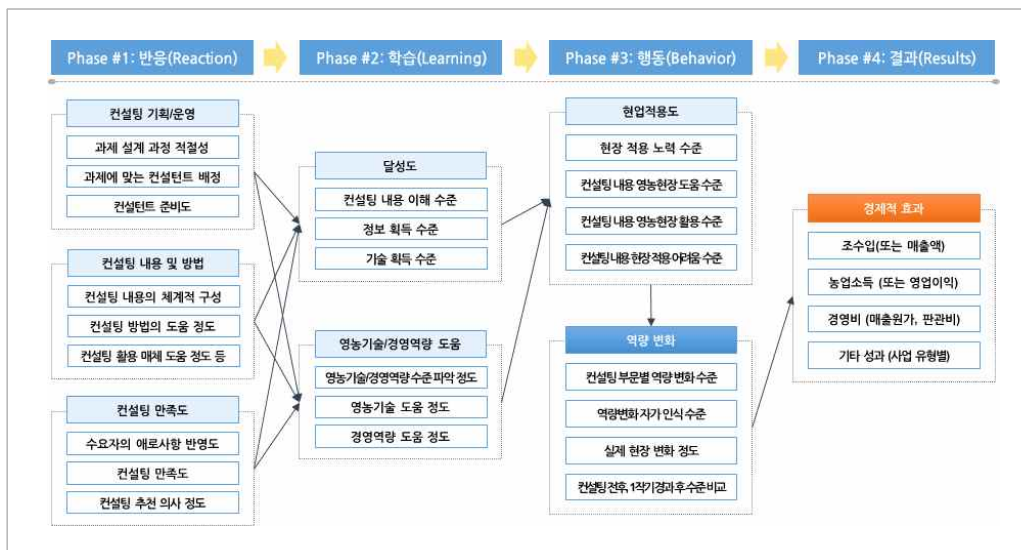 Phase #1: 반응(Reaction)
Phase #2: 학습(Learning)
Phase #3: 행동(Behavior)
Phase #4: 결과(Results)
컨설팅 기획/운영
과제 설계 과정 적절성
과제에 맞는 컨설턴트 배정
컨설턴트 준비도
컨설팅 내용 및 방법
컨설팅 내용의 체계적 구성
컨설팅 방법의 도움 정도
컨설팅 활용 매체 도움 정도 등
컨설팅 만족도
수요자의 애로사항 반영도
컨설팅 만족도
컨설팅 추천 의사 정도
달성도
컨설팅 내용 이해 수준
정보 획득 수준
기술 획득 수준
영농기술/경영역량 도움
영농기술/경영역량 수준 파악 정도
영농기술 도움 정도
경영역량 도움 정도
현업적용도
현장 적용 노력 수준
컨설팅 내용 영농현장 도움 수준
컨설팅 내용 영농현장 활용 수준
컨설팅 내용 현장 적용 어려움 수준
역량 변화
컨설팅 부문별 역량 변화 수준
역량변화 자가 인식 수준
실제 현장 변화 정도
컨설팅 전후, 1작기 경과 후 수준 비교
경제적 효과
조수입(또는 매출액)
농업소득 (또는 영업이익)
경영비 (매출원가, 판관비)
기타 성과 (사업 유형별)